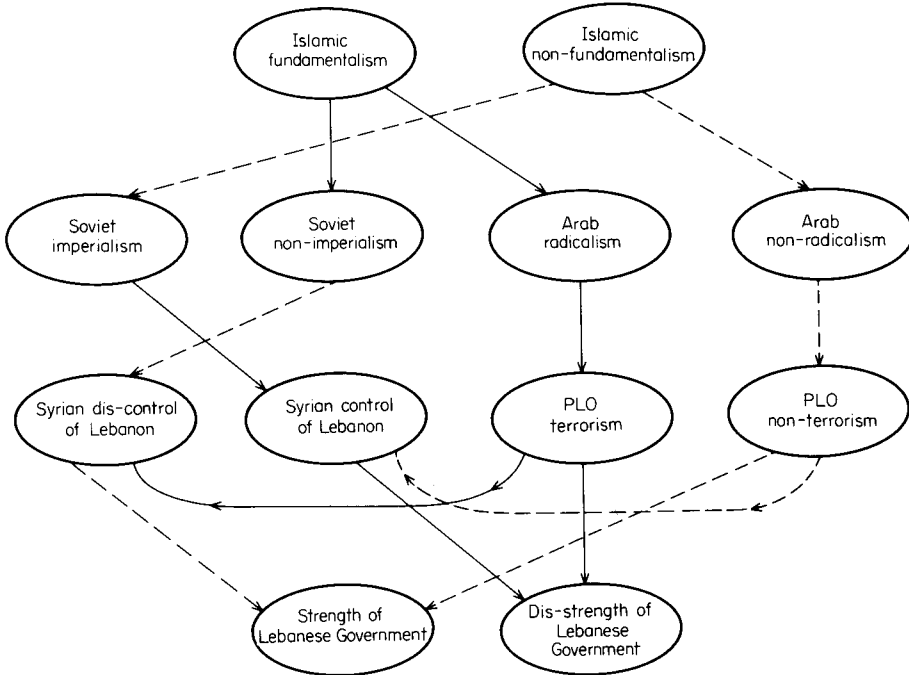 Islamic
fundamentalism
Islamic
non-fundamentalism
Soviet
imperialism
Soviet
non-imperialism
Arab
radicalism
Arab
non-radicalism
Syrian dis-control
of Lebanon
Syrian control
of Lebanon
PLO
terrorism
PLO
non-terrorism
Strength of
Lebanese Government
Dis-strength of
Lebanese
Government